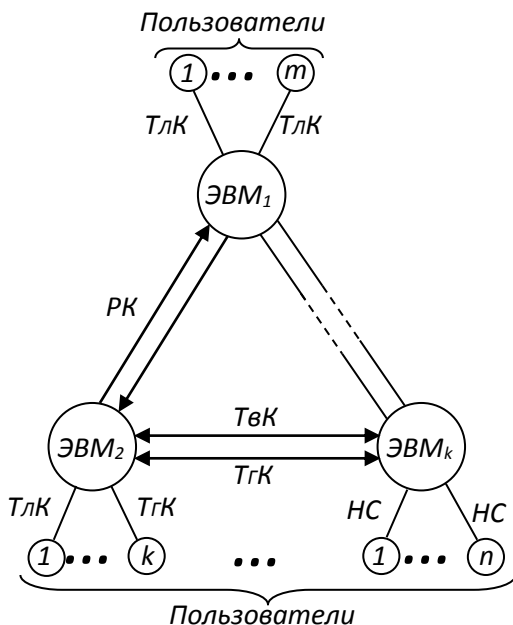 Пользователи
1 ... m
ТлК ТлК
ЭВМ1
РК
ТвК
ЭВМ2 ЭВМk
ТгК
ТлК ТгК НС НС
1 ... k ... 1 ... n
Пользователи